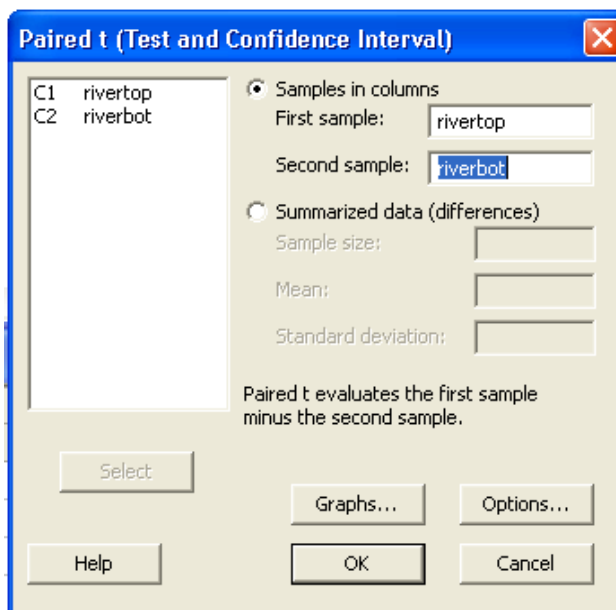 Paired t (Test and Confidence Interval)
C1 rivertop
C2 riverbot
Samples in columns
First sample: rivertop
Second sample: riverbot
Summarized data (differences)
Sample size:
Mean:
Standard deviation:
Paired t evaluates the first sample
minus the second sample.
Select
Graphs... Options...
Help OK Cancel